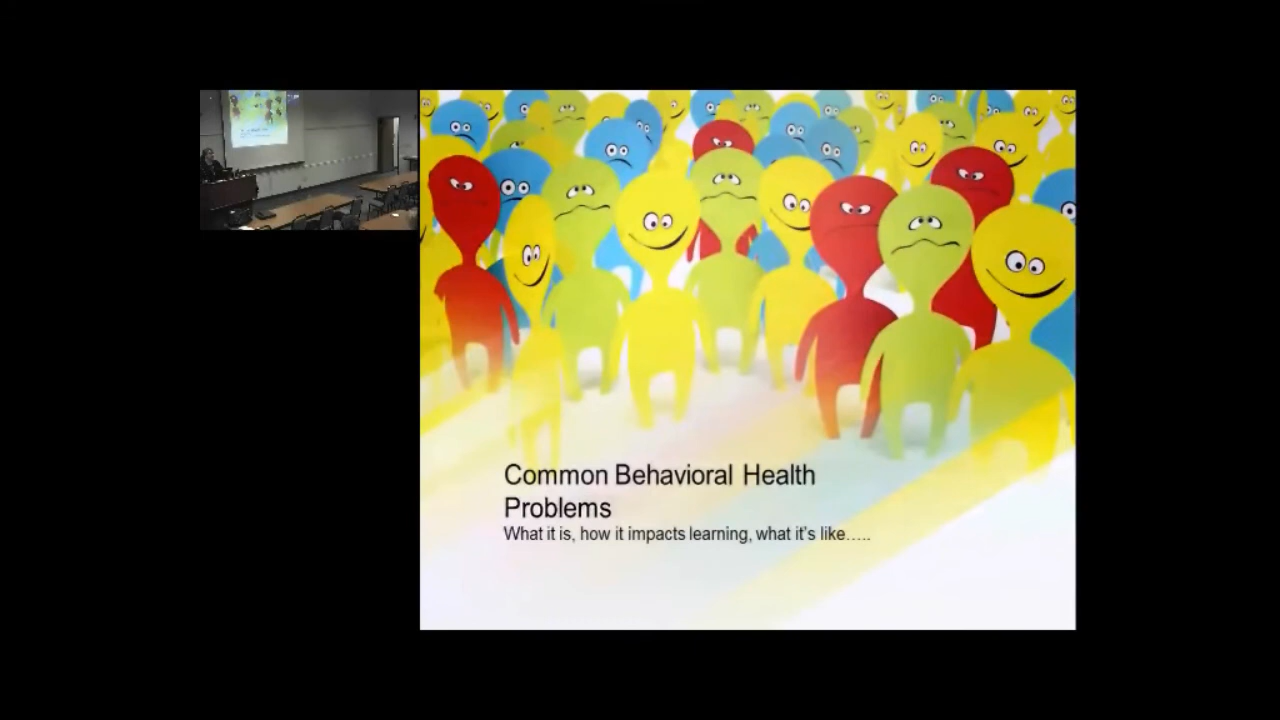 Common Behavioral Health
Problems
What it is, how it impacts learning, what it's like…..